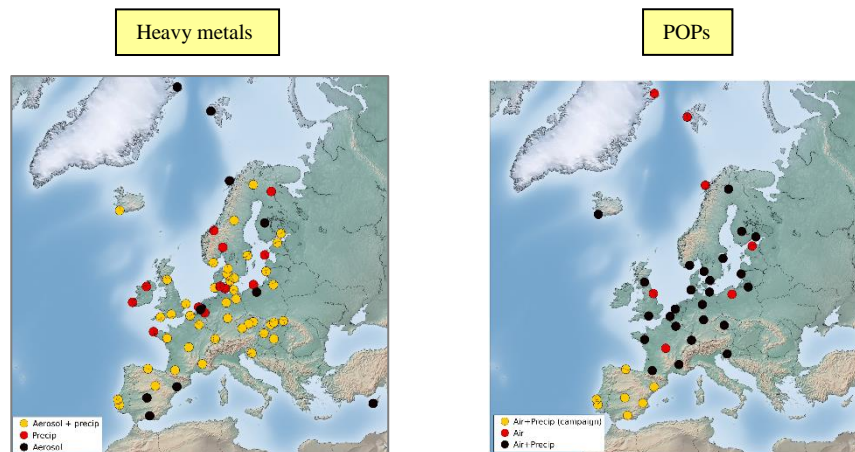 Heavy metals
POPs
Aerosol + precip
Precip
Aerosol
Air+Precip (campaign)
Air
Air+Precip